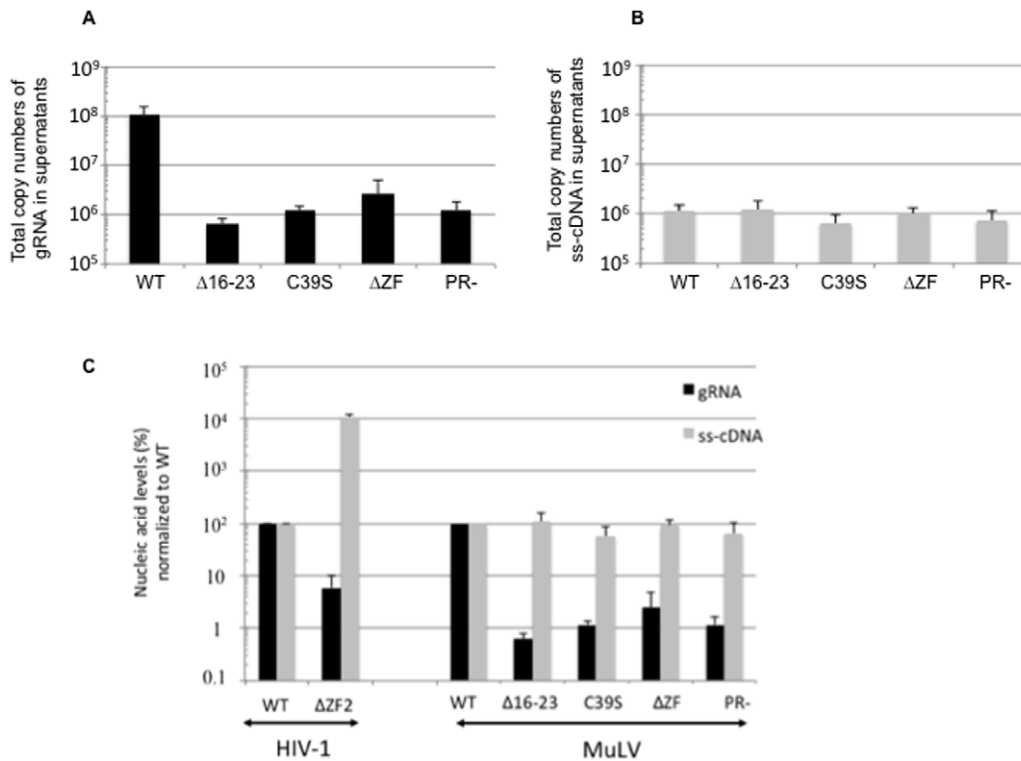 A
Total copy numbers of
gRNA in supernatants
10⁹
10⁸
10⁷
10⁶
10⁵
WT Δ16-23 C39S ΔZF PR-
B
Total copy numbers of
ss-cDNA in supernatants
10⁹
10⁸
10⁷
10⁶
10⁵
WT Δ16-23 C39S ΔZF PR-
C
Nucleic acid levels (%)
normalized to WT
10⁵
10⁴
10³
10²
10
1
0.1
gRNA
ss-cDNA
WT ΔZF2 WT Δ16-23 C39S ΔZF PR-
HIV-1 MuLV